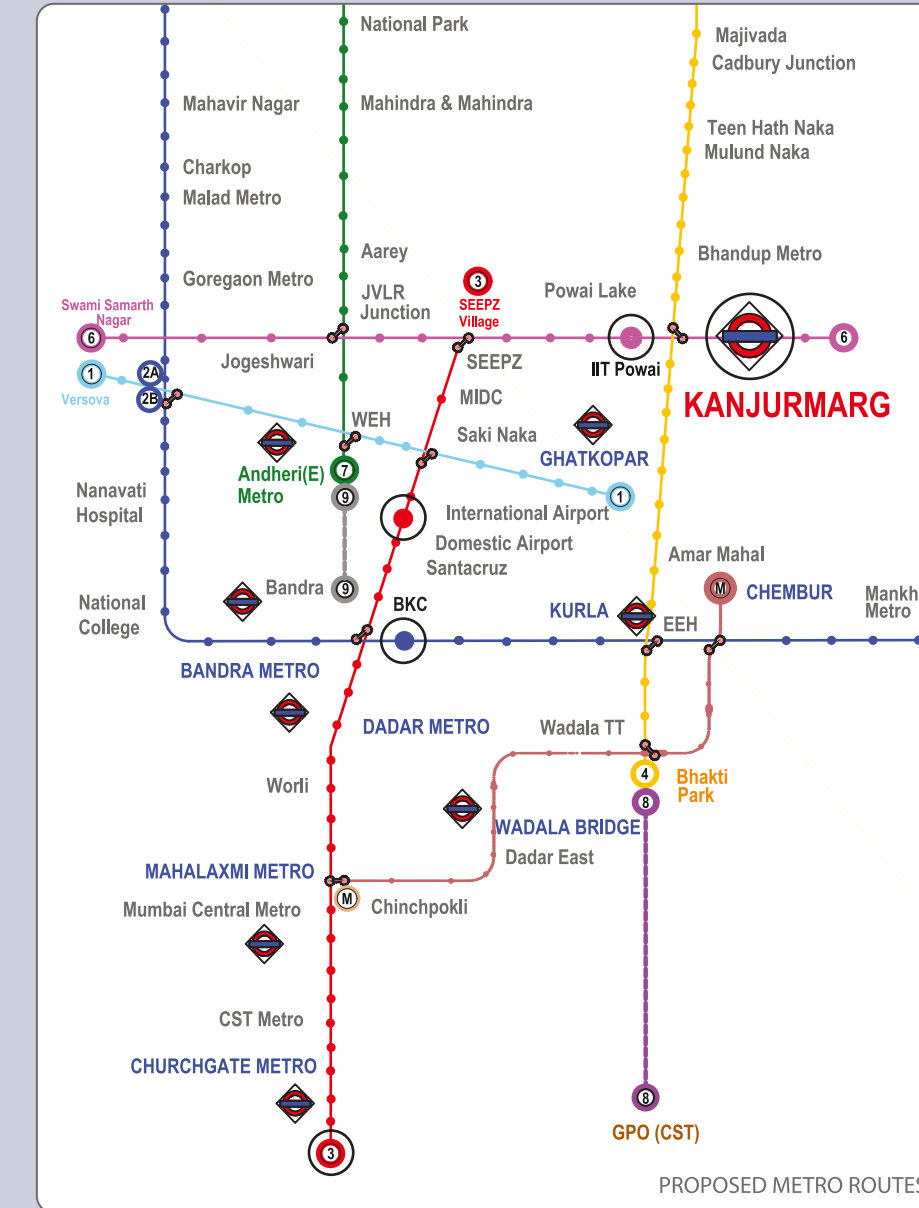 National Park
Majivada
Cadbury Junction
Mahavir Nagar
Mahindra & Mahindra
Teen Hath Naka
Mulund Naka
Charkop
Malad Metro
Aarey
Bhandup Metro
Goregaon Metro
3
SEEPZ
Village
Powai Lake
JVLR
Junction
Swami Samarth
Nagar
6
6
Jogeshwari
SEEPZ
IIT Powai
1
Versova
2A
2B
MIDC
KANJURMARG
WEH
Saki Naka
GHATKOPAR
Andheri(E)
Metro
7
9
1
Nanavati
Hospital
International Airport
Domestic Airport
Santacruz
Amar Mahal
Bandra
9
M
CHEMBUR
Mankh
Metro
National
College
BKC
KURLA
EEH
BANDRA METRO
DADAR METRO
Wadala TT
Worli
4
Bhakti
Park
8
WADALA BRIDGE
Dadar East
MAHALAXMI METRO
M
Chinchpokli
Mumbai Central Metro
CST Metro
CHURCHGATE METRO
8
GPO (CST)
3
PROPOSED METRO ROUTES